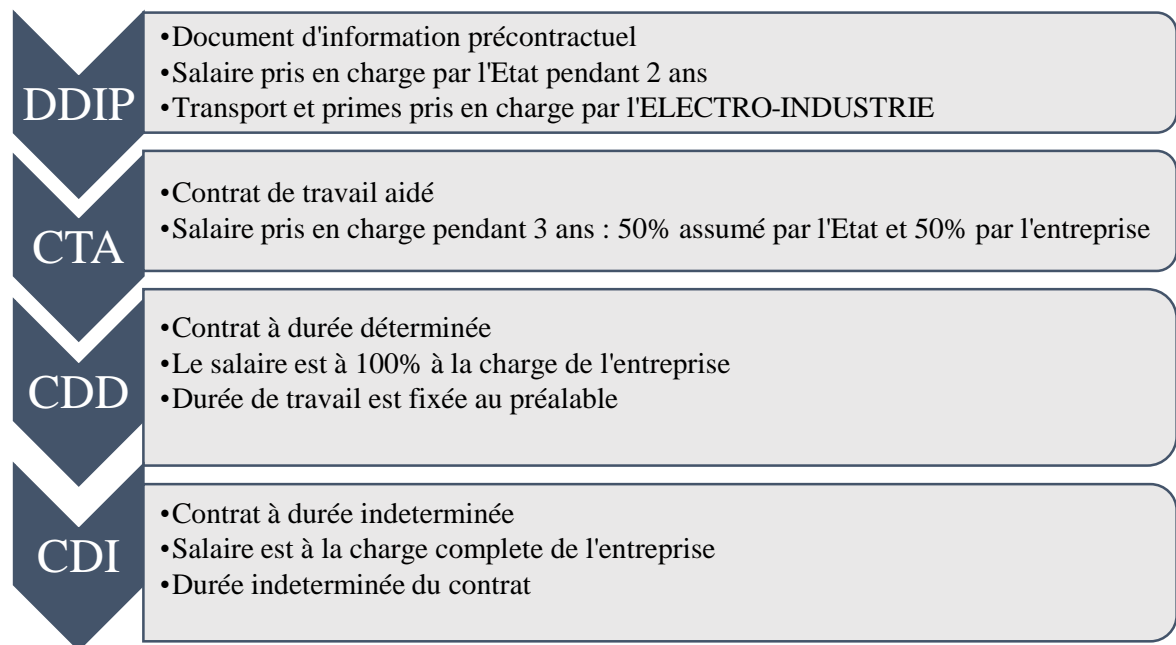 DDIP
•Document d'information précontractuel
•Salaire pris en charge par l'Etat pendant 2 ans
•Transport et primes pris en charge par l'ELECTRO-INDUSTRIE
CTA
•Contrat de travail aidé
•Salaire pris en charge pendant 3 ans : 50% assumé par l'Etat et 50% par l'entreprise
CDD
•Contrat à durée déterminée
•Le salaire est à 100% à la charge de l'entreprise
•Durée de travail est fixée au préalable
CDI
•Contrat à durée indeterminée
•Salaire est à la charge complete de l'entreprise
•Durée indeterminée du contrat